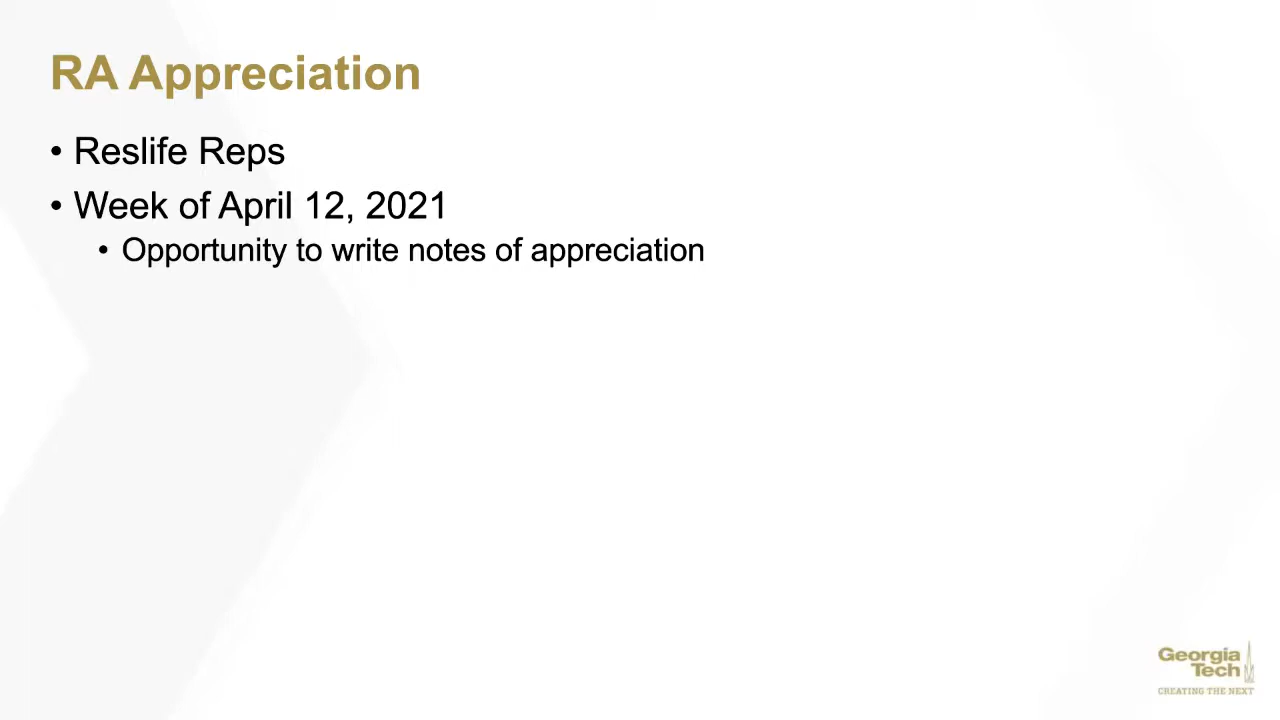 RA Appreciation
• Reslife Reps
• Week of April 12, 2021
• Opportunity to write notes of appreciation
Georgia
Tech
CREATING THE NEXT